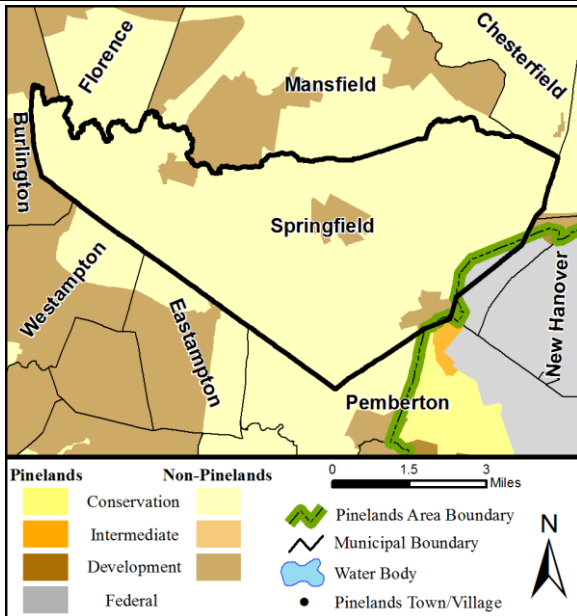 Chesterfield
Florence
Mansfield
Burlington
Springfield
Westampton
Eastampton
New Hanover
Pemberton
Pinelands Non-Pinelands
Conservation
Intermediate
Development
Federal
0 1.5 3
Miles
Pinelands Area Boundary
Municipal Boundary
Water Body
Pinelands Town/Village
N